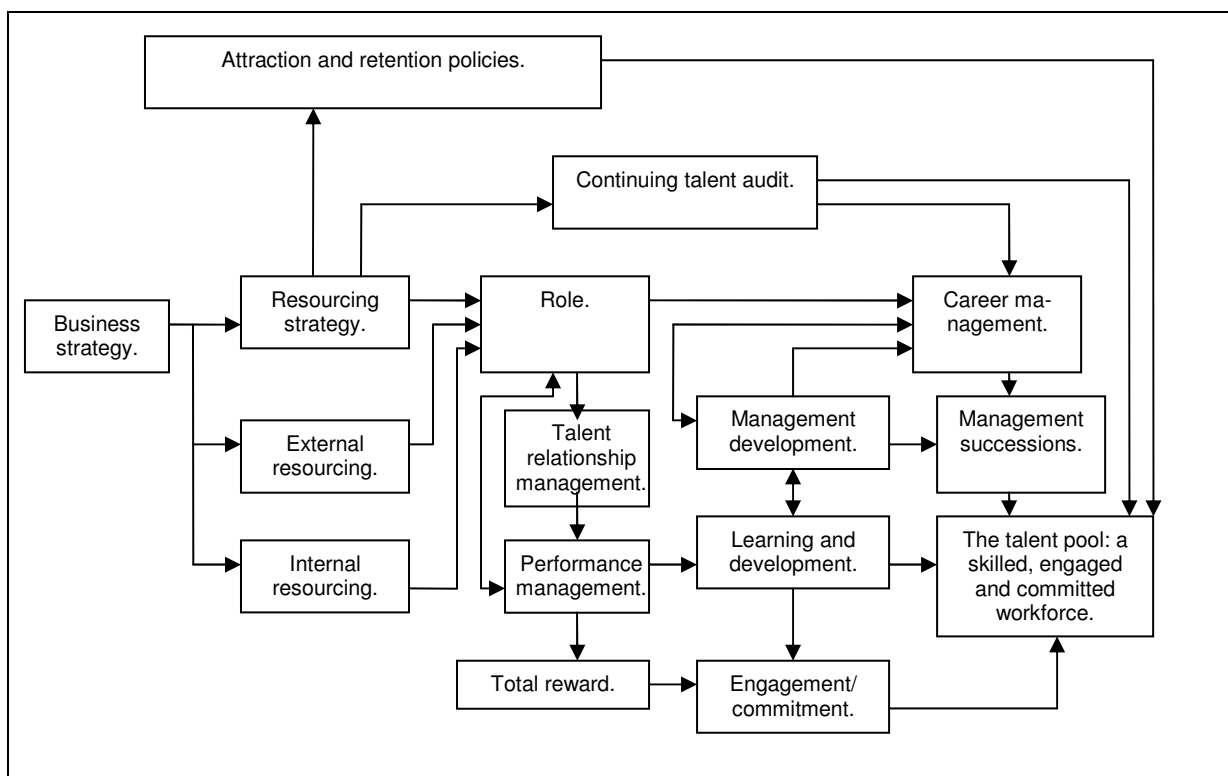 Attraction and retention policies.
Continuing talent audit.
Business
strategy.
Resourcing
strategy.
Role.
Career ma-
nagement.
External
resourcing.
Talent
relationship
management.
Management
development.
Management
successions.
Internal
resourcing.
Performance
management.
Learning and
development.
The talent pool: a
skilled, engaged
and committed
workforce.
Total reward.
Engagement/
commitment.